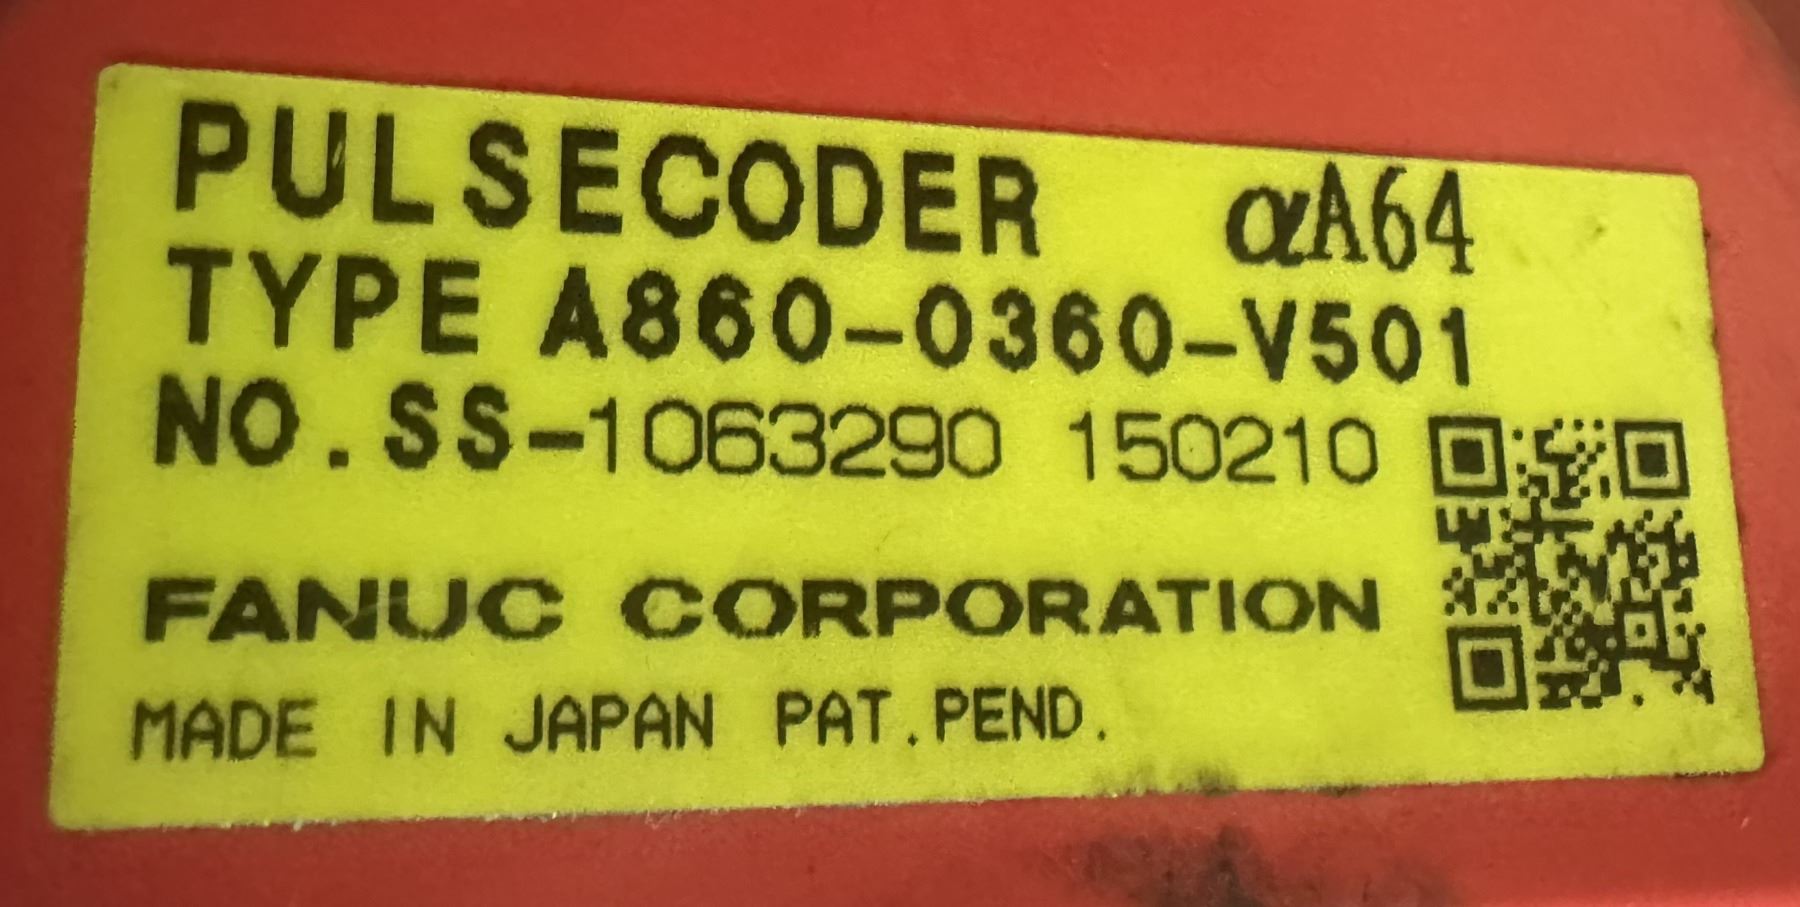 PULSECODER αA64
TYPE A860-0360-V501
NO.SS-1063290 150210
FANUC CORPORATION
MADE IN JAPAN PAT.PEND.